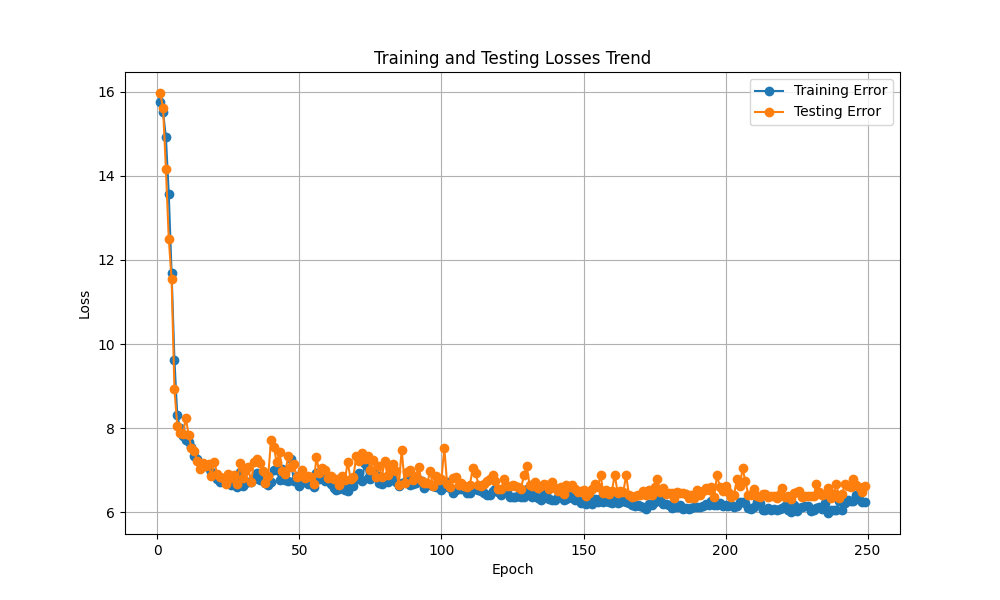 Training and Testing Losses Trend
Training Error
Testing Error
16
14
12
10
8
6
Loss
0
50
100
150
200
250
Epoch